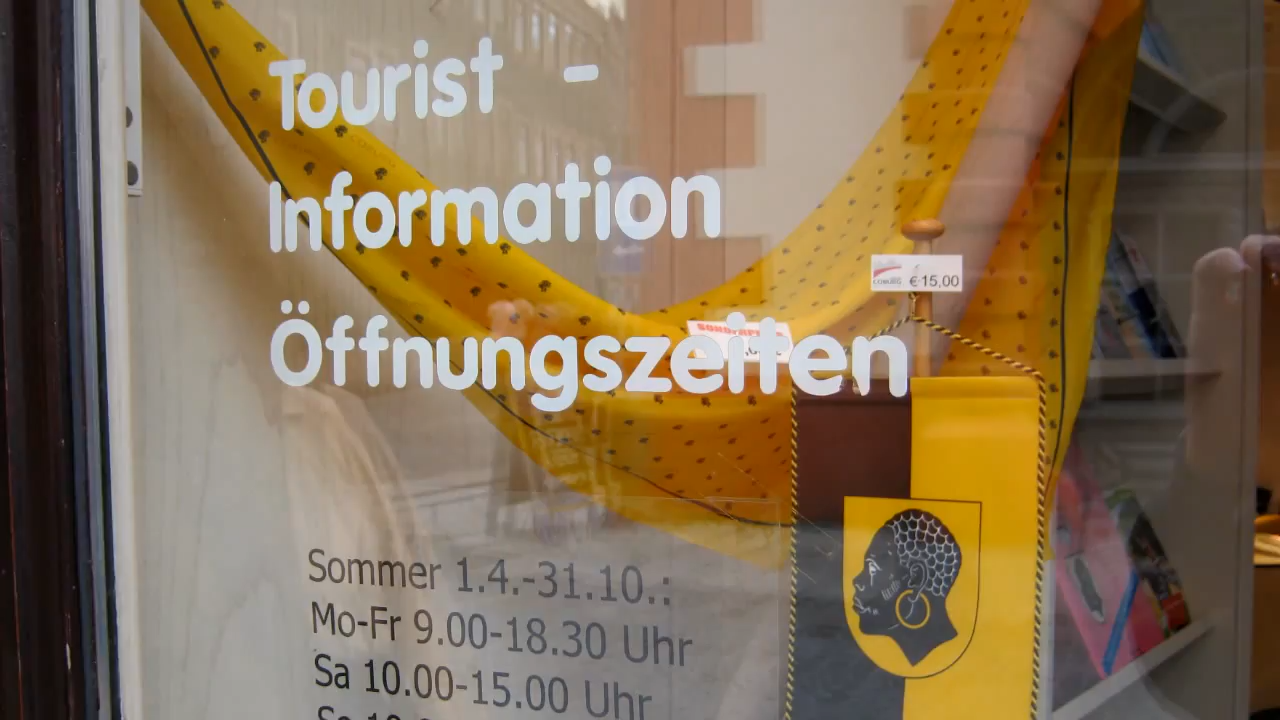 Tourist -
Information
Öffnungszeiten
COBURG € 15,00
Sommer 1.4.-31.10.:
Mo-Fr 9.00-18.30 Uhr
Sa 10.00-15.00 Uhr